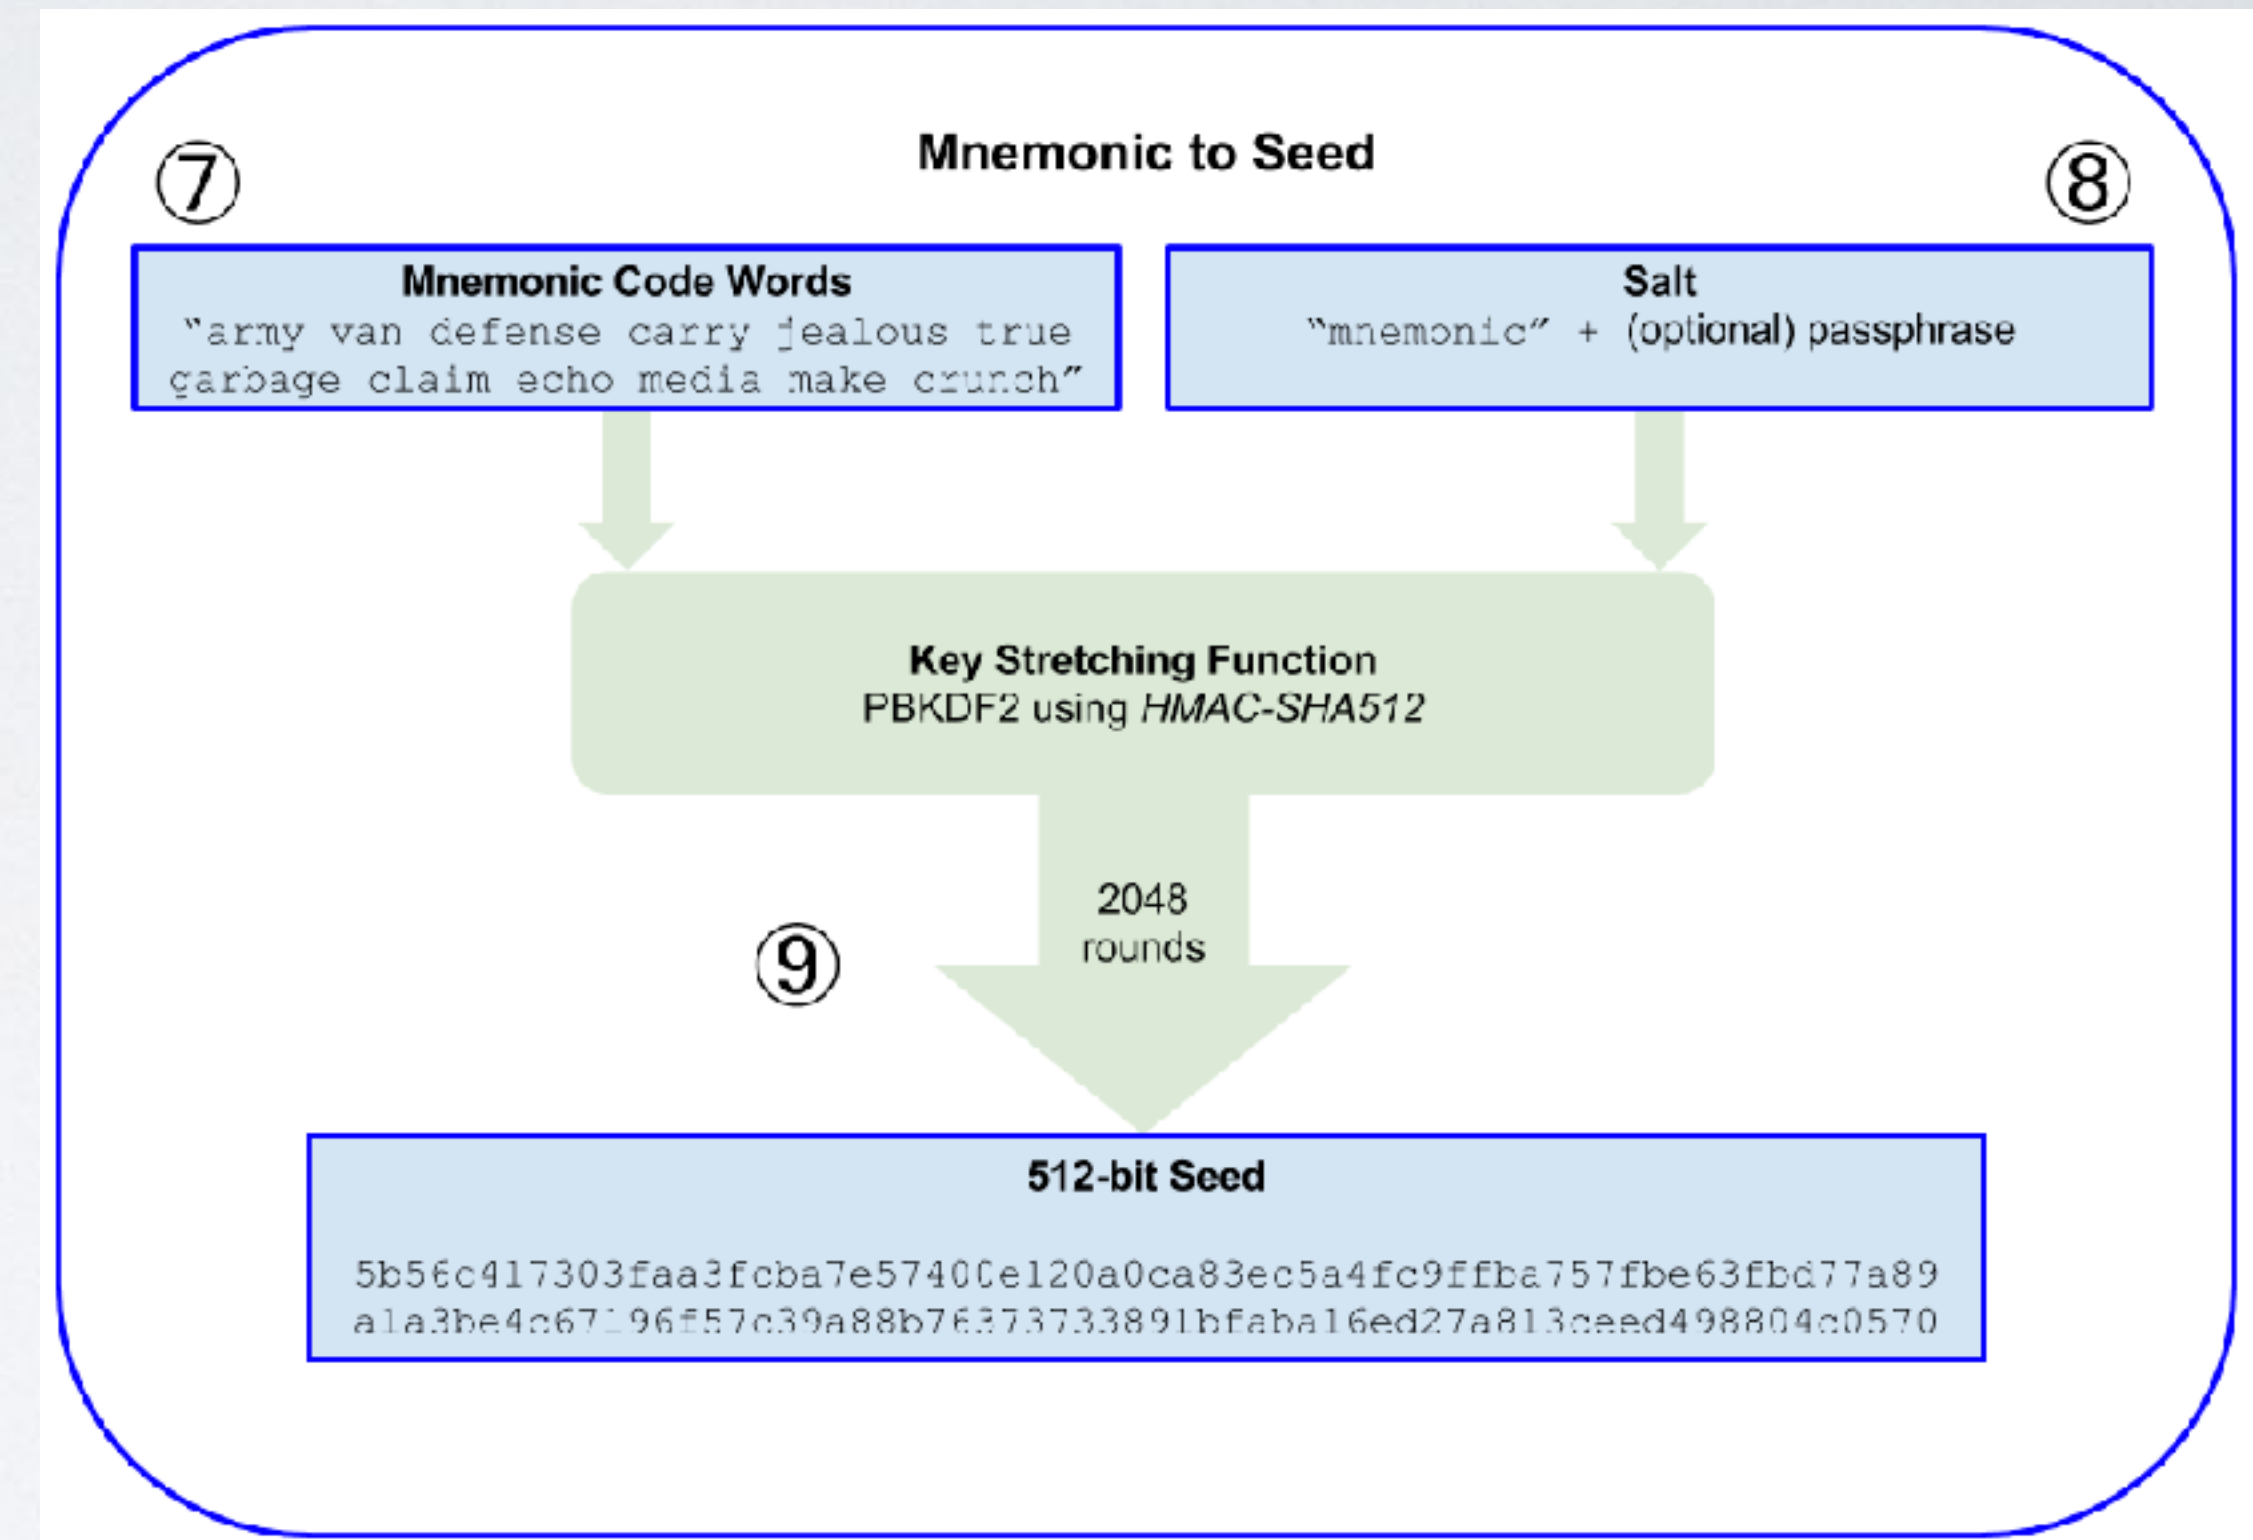 Mnemonic to Seed
⑦
⑧
Mnemonic Code Words
"army van defense carry jealous true
garbage claim echo media make crunch"
Salt
"mnemonic" + (optional) passphrase
Key Stretching Function
PBKDF2 using HMAC-SHA512
2048
rounds
⑨
512-bit Seed
5b56c417303faa3fcba7e57400e120a0ca83ec5a4fc9ffba757fbe63fbd77a89
a1a3be4c67196f57c39a88b76373733891bfaba16ed27a813ceed498804c0570